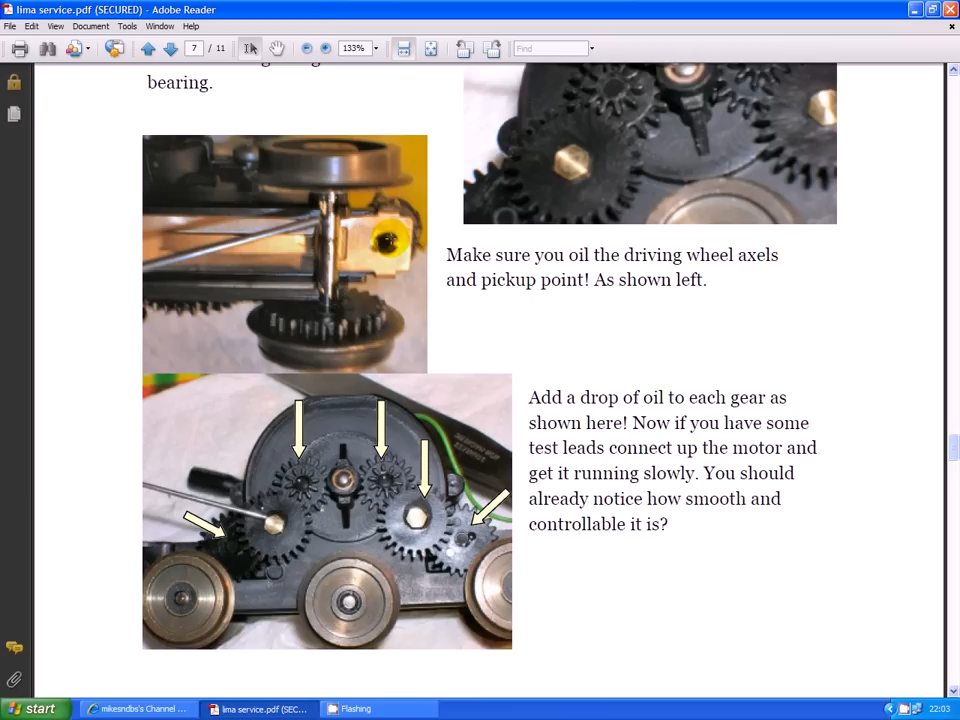 lima service.pdf (SECURED) - Adobe Reader
File Edit View Document Tools Window Help
7 / 11 133% Find
bearing.
Make sure you oil the driving wheel axels
and pickup point! As shown left.
Add a drop of oil to each gear as
shown here! Now if you have some
test leads connect up the motor and
get it running slowly. You should
already notice how smooth and
controllable it is?
start mikesndbs's Channel ... lima service.pdf (SEC... Flashing 22:03